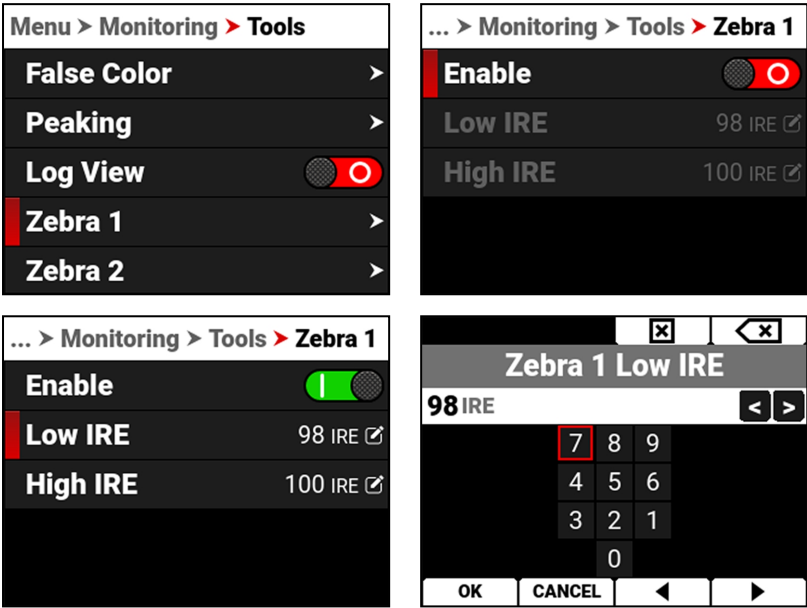 Menu > Monitoring > Tools
False Color >
Peaking >
Log View
Zebra 1 >
Zebra 2 >
... > Monitoring > Tools > Zebra 1
Enable
Low IRE 98 IRE
High IRE 100 IRE
... > Monitoring > Tools > Zebra 1
Enable
Low IRE 98 IRE
High IRE 100 IRE
Zebra 1 Low IRE
98 IRE < >
7 8 9
4 5 6
3 2 1
0
OK CANCEL ◀ ▶